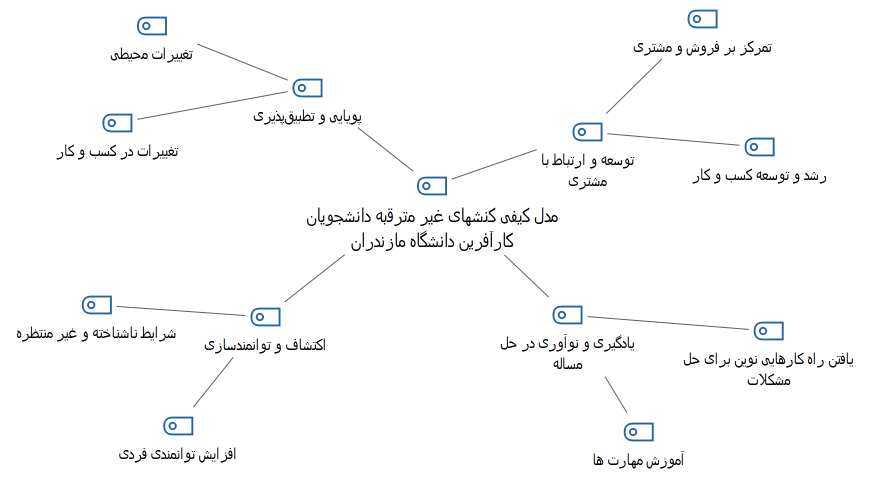 تمرکز بر فروش و مشتری
تغییرات محیطی
پویایی و تطبیق‌پذیری
تغییرات در کسب و کار
توسعه و ارتباط با
مشتری
رشد و توسعه کسب و کار
مدل کیفی کنشهای غیر مترقبه دانشجویان
کارآفرین دانشگاه مازندران
شرایط ناشناخته و غیر منتظره
اکتشاف و توانمندسازی
یادگیری و نوآوری در حل
مساله
یافتن راه کارهایی نوین برای حل
مشکلات
افزایش توانمندی فردی
آموزش مهارت ها